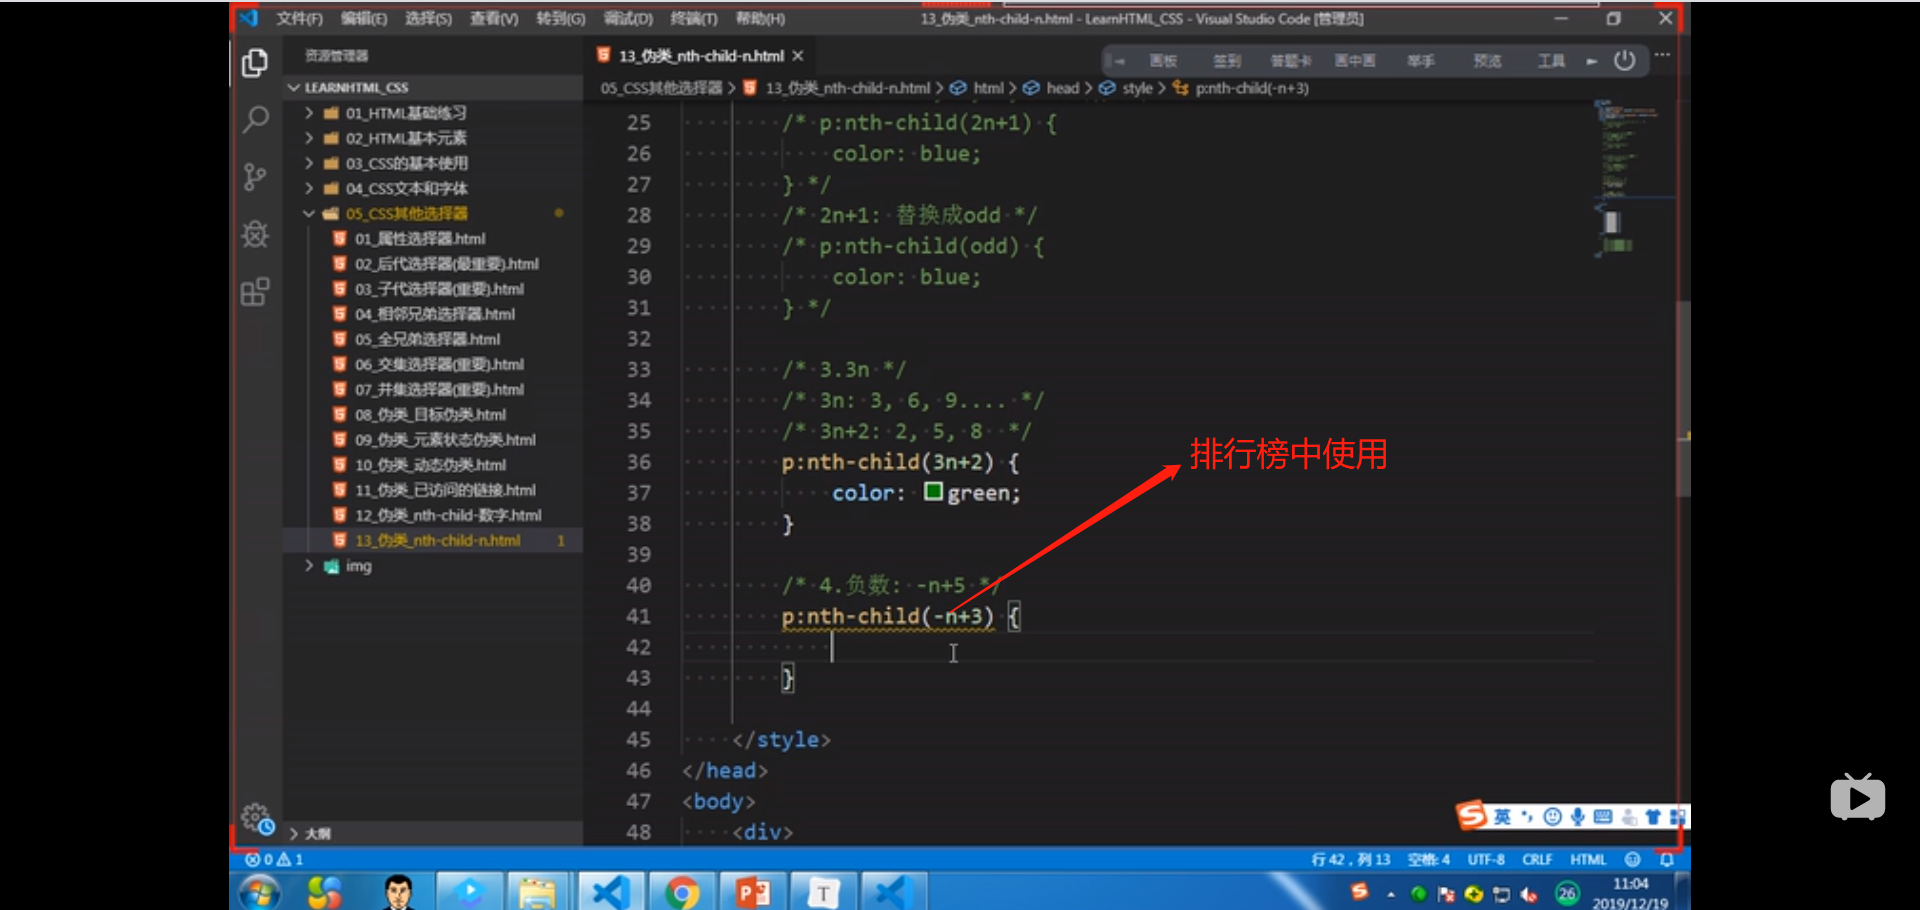 文件(F) 编辑(E) 选择(S) 查看(V) 转到(G) 调试(D) 终端(T) 帮助(H)
13_伪类_nth-child-n.html - LearnHTML_CSS - Visual Studio Code [管理员]
资源管理器
13_伪类_nth-child-n.html
画板 签到 答题卡 画中画 举手 预览 工具
05_CSS其他选择器 > 13_伪类_nth-child-n.html > html > head > style > p:nth-child(-n+3)
LEARNHTML_CSS
01_HTML基础练习
02_HTML基本元素
03_CSS的基本使用
04_CSS文本和字体
05_CSS其他选择器
01_属性选择器.html
02_后代选择器(最重要).html
03_子代选择器(重要).html
04_相邻兄弟选择器.html
05_全兄弟选择器.html
06_交集选择器(重要).html
07_并集选择器(重要).html
08_伪类_目标伪类.html
09_伪类_元素状态伪类.html
10_伪类_动态伪类.html
11_伪类_已访问的链接.html
12_伪类_nth-child-数字.html
13_伪类_nth-child-n.html 1
img
大纲
25 /* p:nth-child(2n+1) {
26 color: blue;
27 } */
28 /* 2n+1: 替换成odd */
29 /* p:nth-child(odd) {
30 color: blue;
31 } */
32
33 /* 3.3n */
34 /* 3n: 3, 6, 9.... */
35 /* 3n+2: 2, 5, 8 */
36 p:nth-child(3n+2) {
37 color: green;
38 }
39
40 /* 4.负数: -n+5 */
41 p:nth-child(-n+3) {
42
43 }
44
45 </style>
46 </head>
47 <body>
48 <div>
排行榜中使用
英
0 1
行 42，列 13 空格: 4 UTF-8 CRLF HTML
26
11:04
2019/12/19